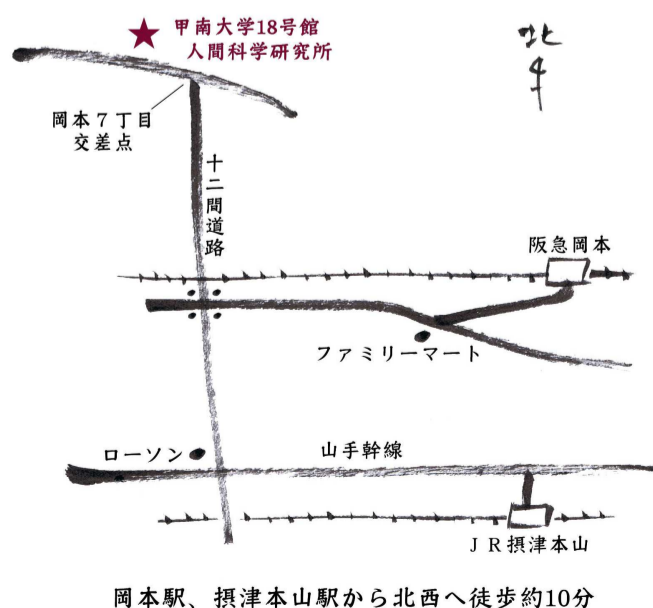 甲南大学18号館
人間科学研究所
北
岡本7丁目
交差点
十二間道路
阪急岡本
ファミリーマート
ローソン
山手幹線
JR摂津本山
岡本駅、摂津本山駅から北西へ徒歩約10分